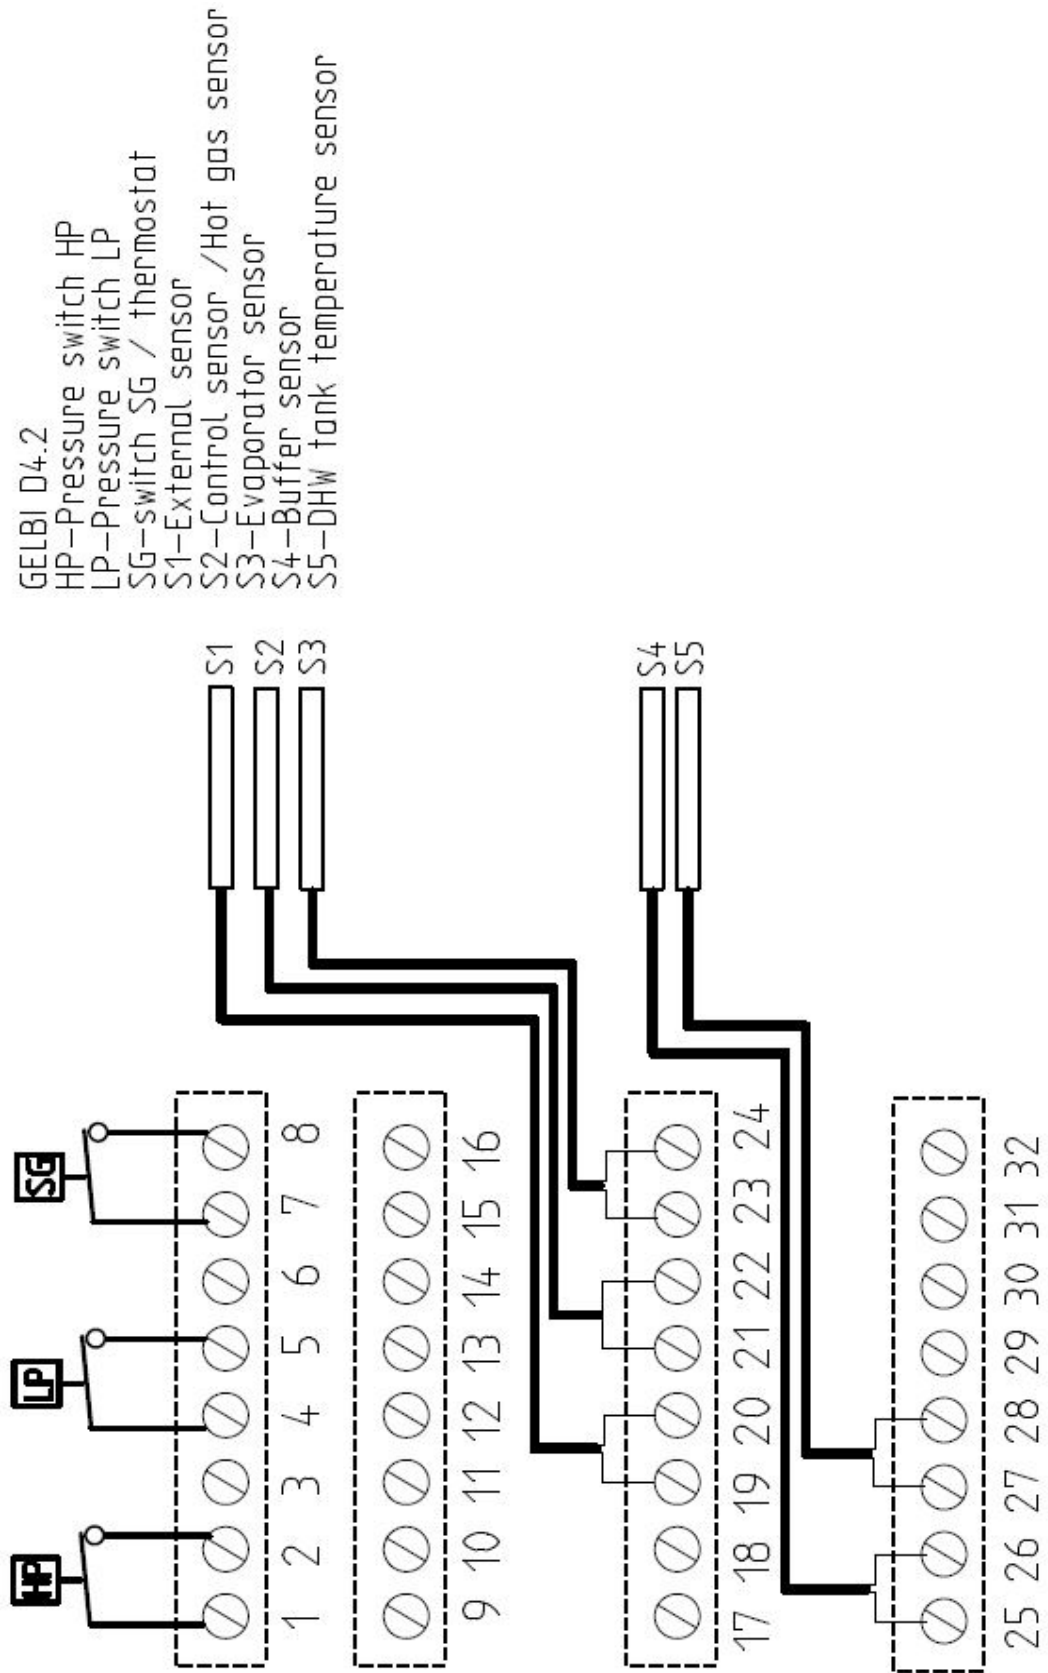 GELBI D4.2
HP-Pressure switch HP
LP-Pressure switch LP
SG-switch SG / thermostat
S1-External sensor
S2-Control sensor /Hot gas sensor
S3-Evaporator sensor
S4-Buffer sensor
S5-DHW tank temperature sensor
HP LP SG
1 2 3 4 5 6 7 8
9 10 11 12 13 14 15 16
17 18 19 20 21 22 23 24
25 26 27 28 29 30 31 32
S1
S2
S3
S4
S5